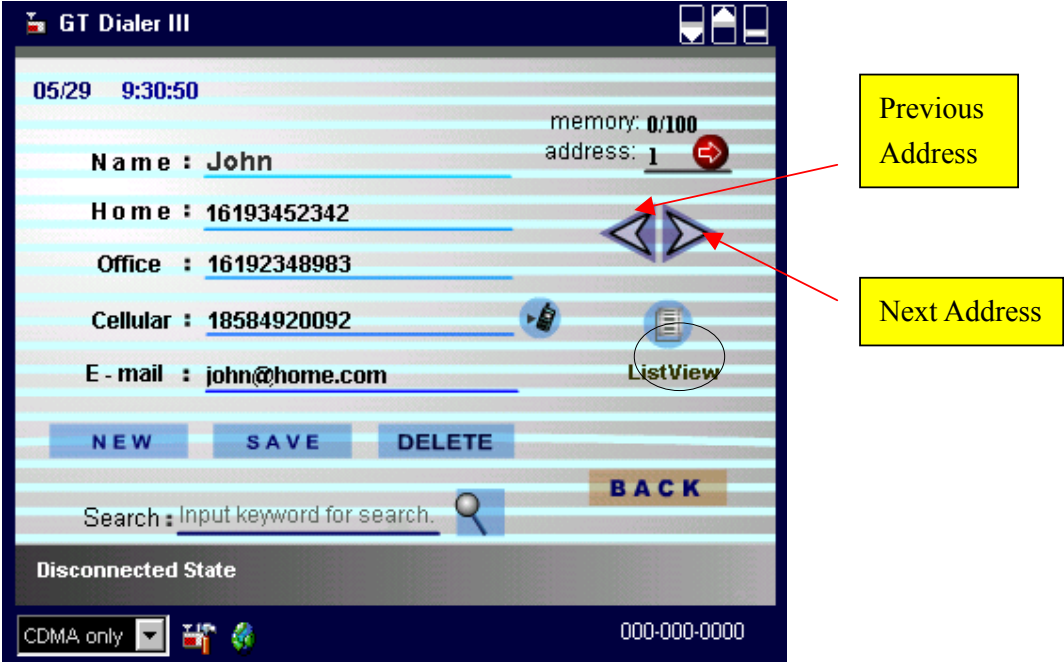 GT Dialer III
05/29 9:30:50
memory: 0/100
address: 1
Name : John
Home : 16193452342
Office : 16192348983
Cellular : 18584920092
E - mail : john@home.com
ListView
NEW SAVE DELETE
BACK
Search : Input keyword for search.
Disconnected State
CDMA only
000-000-0000
Previous
Address
Next Address